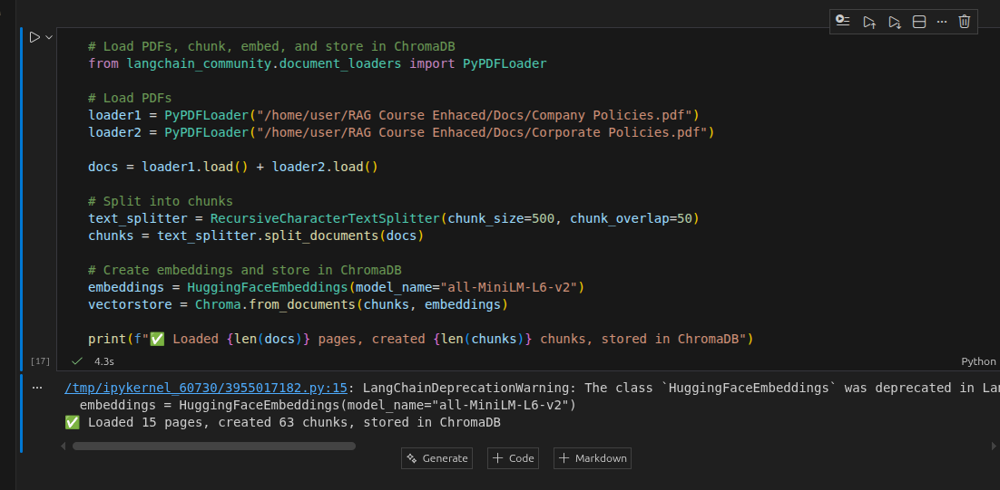 # Load PDFs, chunk, embed, and store in ChromaDB
from langchain_community.document_loaders import PyPDFLoader
# Load PDFs
loader1 = PyPDFLoader("/home/user/RAG Course Enhaced/Docs/Company Policies.pdf")
loader2 = PyPDFLoader("/home/user/RAG Course Enhaced/Docs/Corporate Policies.pdf")
docs = loader1.load() + loader2.load()
# Split into chunks
text_splitter = RecursiveCharacterTextSplitter(chunk_size=500, chunk_overlap=50)
chunks = text_splitter.split_documents(docs)
# Create embeddings and store in ChromaDB
embeddings = HuggingFaceEmbeddings(model_name="all-MiniLM-L6-v2")
vectorstore = Chroma.from_documents(chunks, embeddings)
print(f"✅ Loaded {len(docs)} pages, created {len(chunks)} chunks, stored in ChromaDB")
[17] 4.3s Python
/tmp/ipykernel_60730/3955017182.py:15: LangChainDeprecationWarning: The class `HuggingFaceEmbeddings` was deprecated in Lan
embeddings = HuggingFaceEmbeddings(model_name="all-MiniLM-L6-v2")
✅ Loaded 15 pages, created 63 chunks, stored in ChromaDB
Generate + Code + Markdown